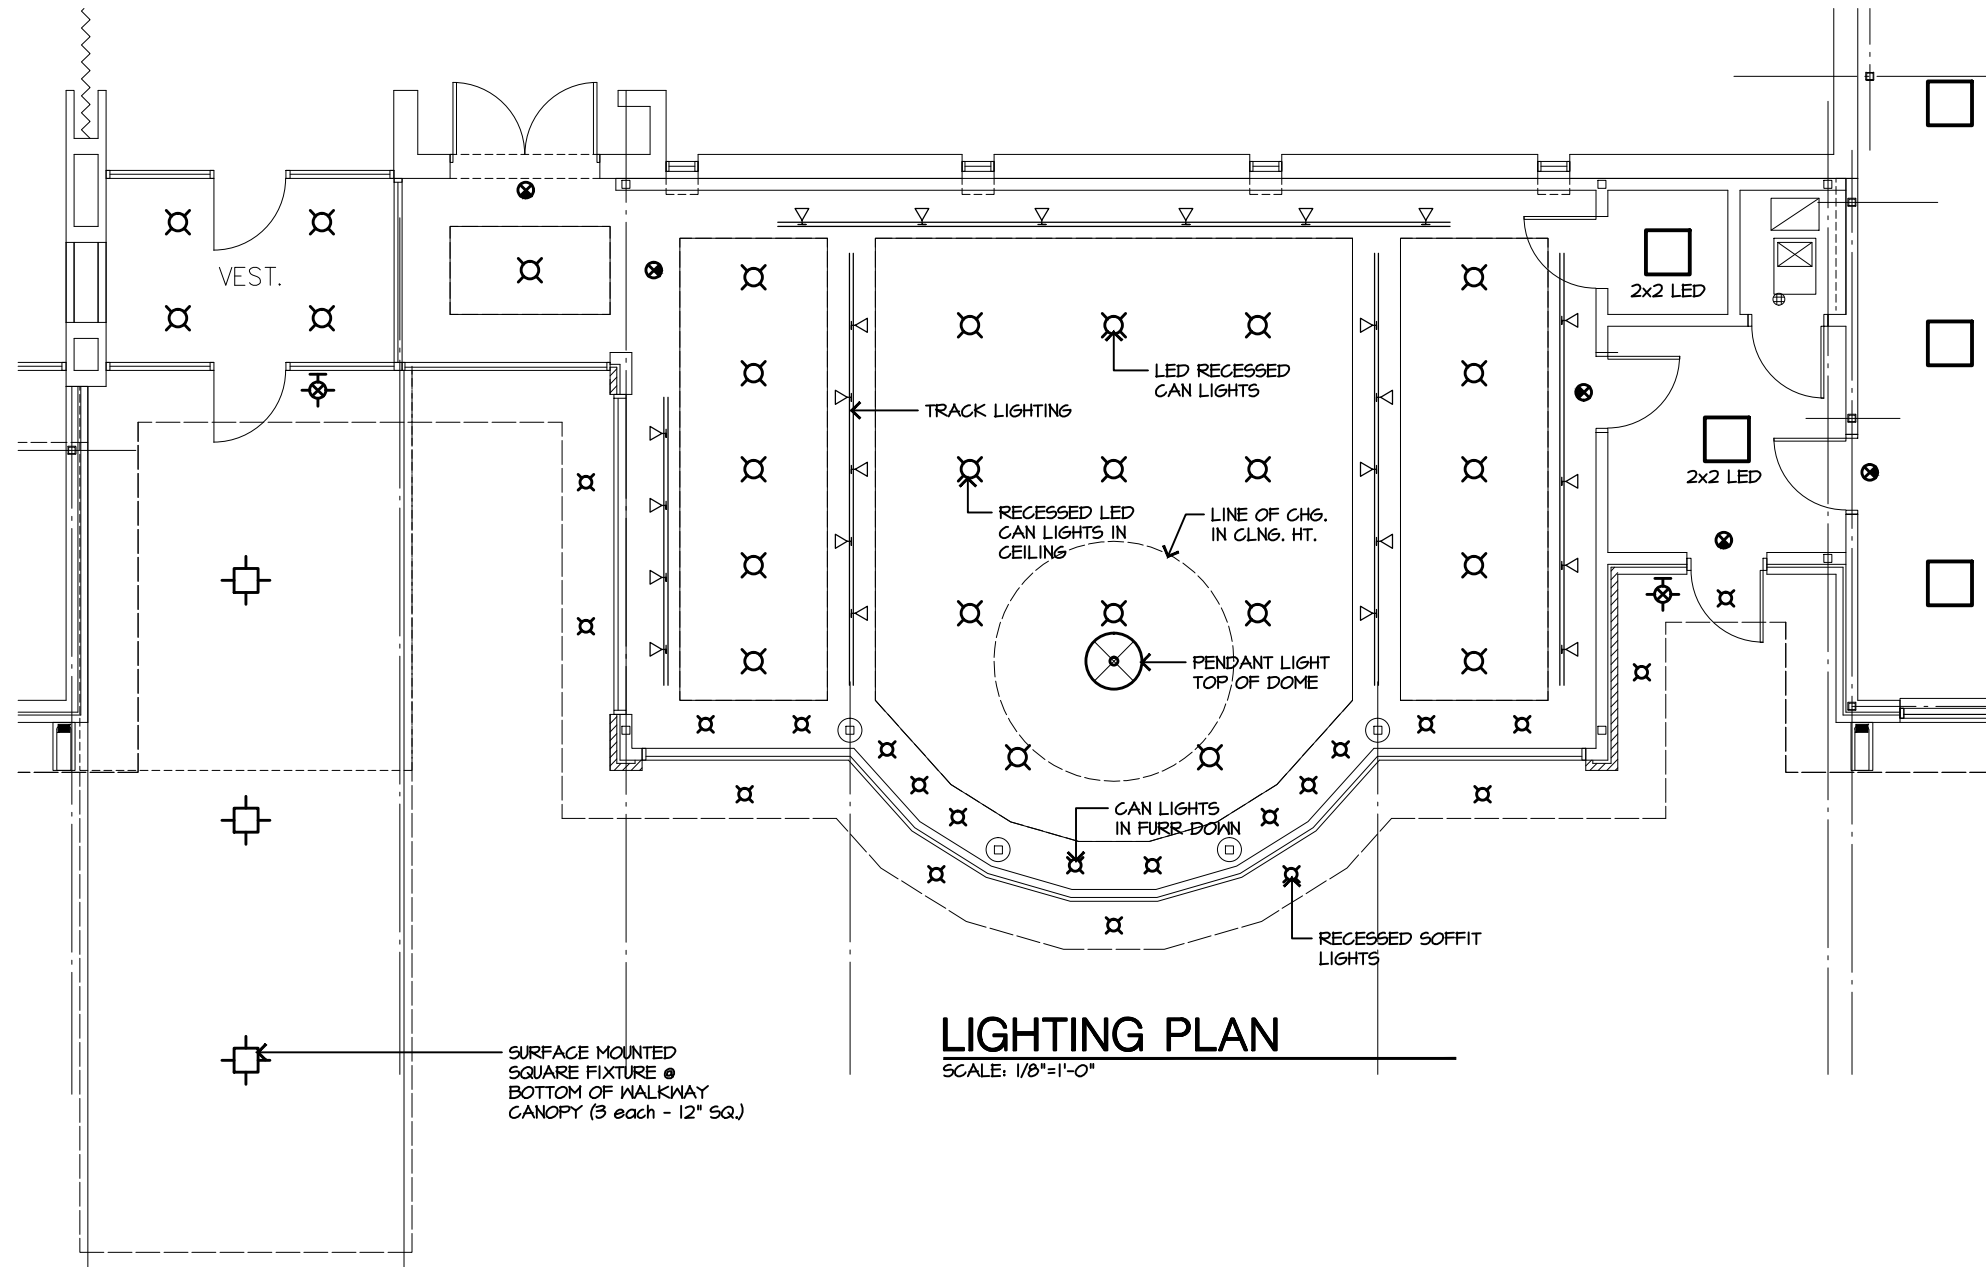 VEST.
2x2 LED
LED RECESSED
CAN LIGHTS
TRACK LIGHTING
2x2 LED
RECESSED LED
CAN LIGHTS IN
CEILING
LINE OF CHG.
IN CLNG. HT.
PENDANT LIGHT
TOP OF DOME
CAN LIGHTS
IN FURR DOWN
RECESSED SOFFIT
LIGHTS
LIGHTING PLAN
SCALE: 1/8"=1'-0"
SURFACE MOUNTED
SQUARE FIXTURE @
BOTTOM OF WALKWAY
CANOPY (3 each - 12" SQ.)